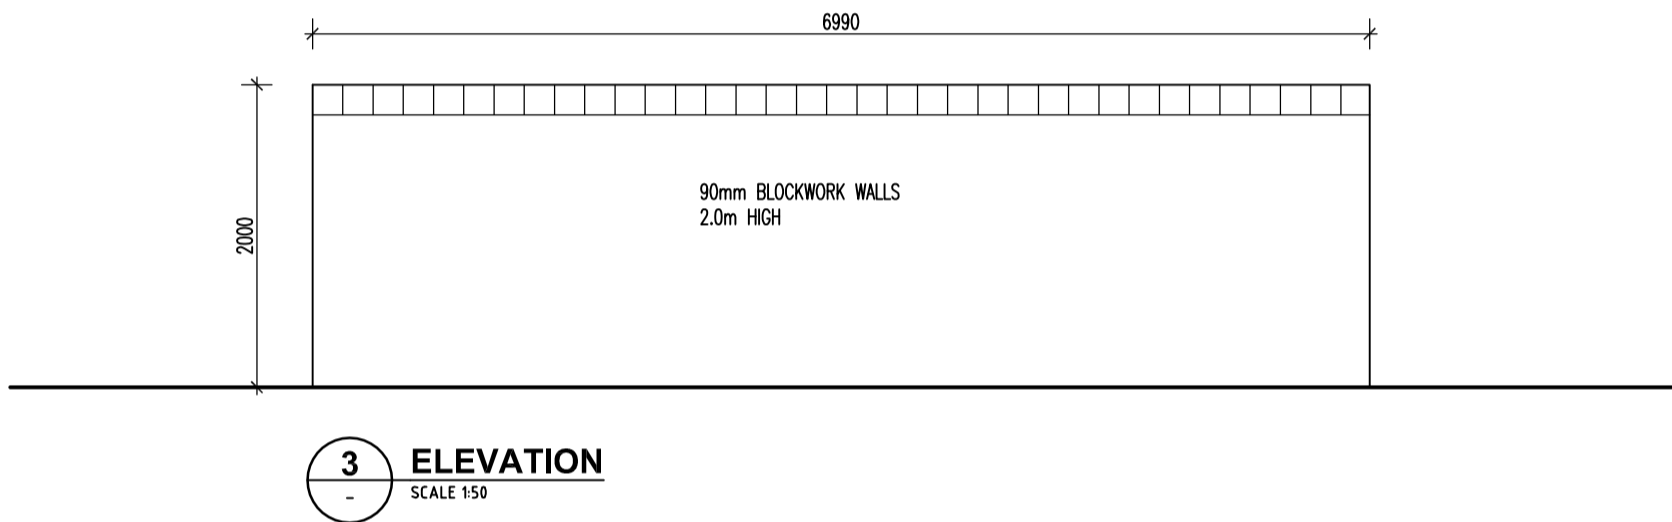 6990
2000
90mm BLOCKWORK WALLS
2.0m HIGH
3
-
ELEVATION
SCALE 1:50